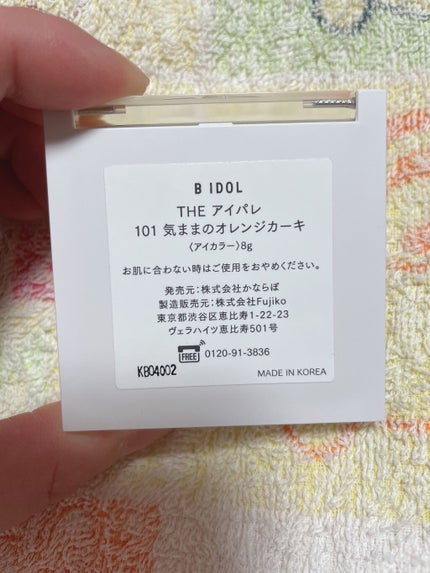 B IDOL
THE アイパレ
101 気ままのオレンジカーキ
〈アイカラー〉8g
お肌に合わない時はご使用をおやめください。
発売元：株式会社かならぼ
製造販売元：株式会社Fujiko
東京都渋谷区恵比寿1-22-23
ヴェラハイツ恵比寿501号
FREE 0120-91-3836
KB04002
MADE IN KOREA